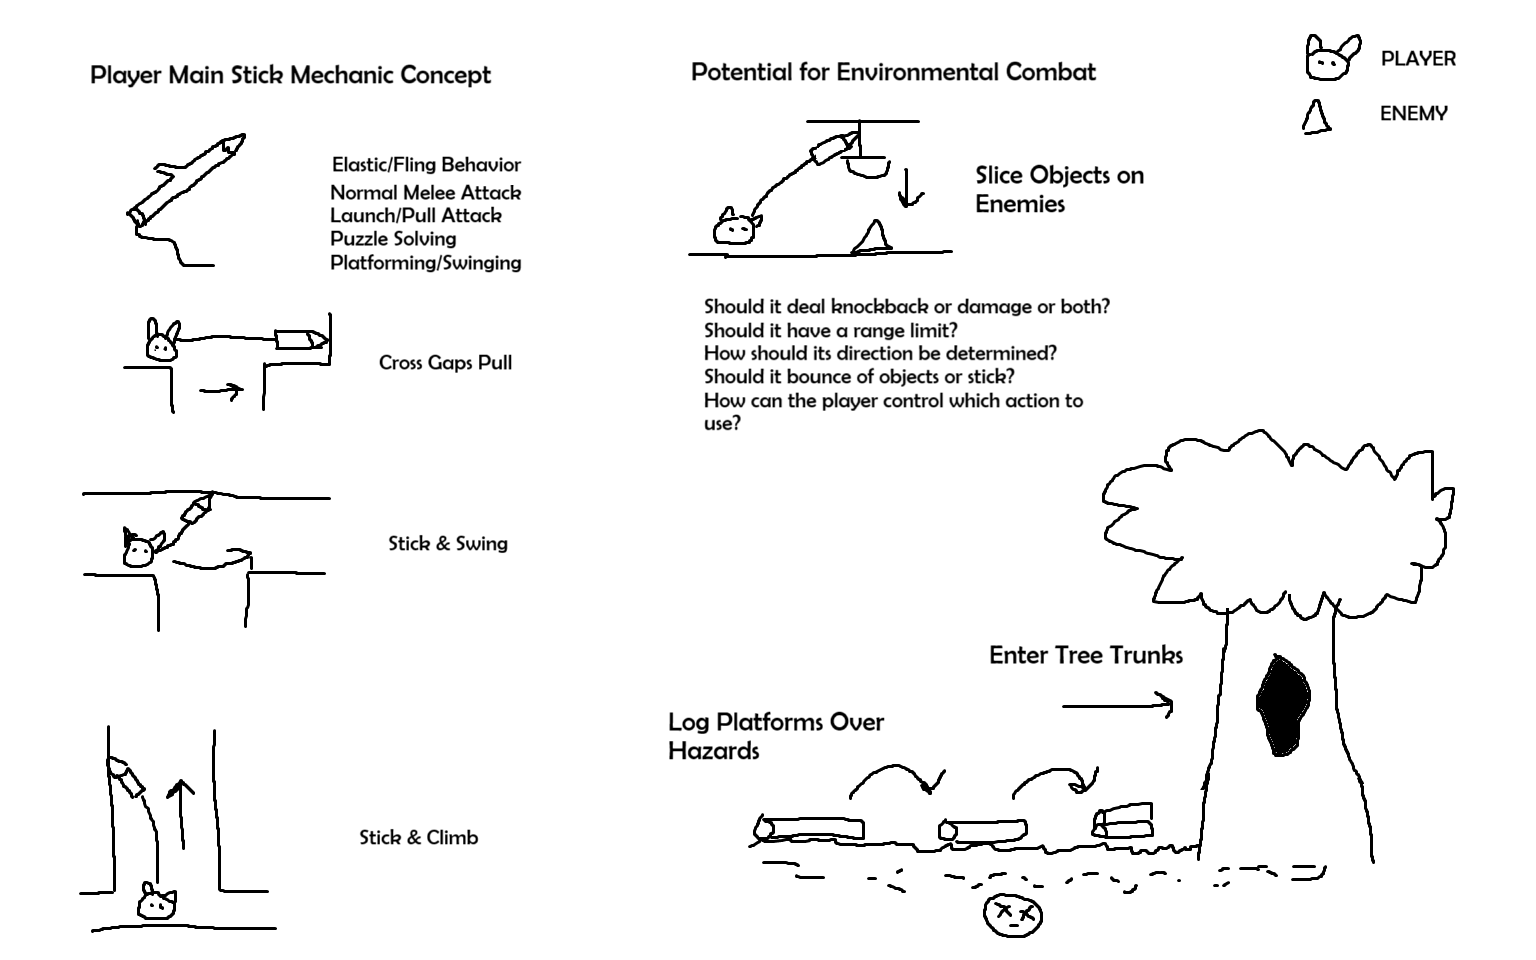 Player Main Stick Mechanic Concept
Elastic/Fling Behavior
Normal Melee Attack
Launch/Pull Attack
Puzzle Solving
Platforming/Swinging
Cross Gaps Pull
Stick & Swing
Stick & Climb
Potential for Environmental Combat
Slice Objects on
Enemies
Should it deal knockback or damage or both?
Should it have a range limit?
How should its direction be determined?
Should it bounce of objects or stick?
How can the player control which action to
use?
PLAYER
ENEMY
Enter Tree Trunks
Log Platforms Over
Hazards